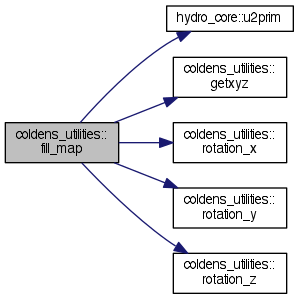 hydro_core::u2prim
coldens_utilities::
getxyz
coldens_utilities::
fill_map
coldens_utilities::
rotation_x
coldens_utilities::
rotation_y
coldens_utilities::
rotation_z